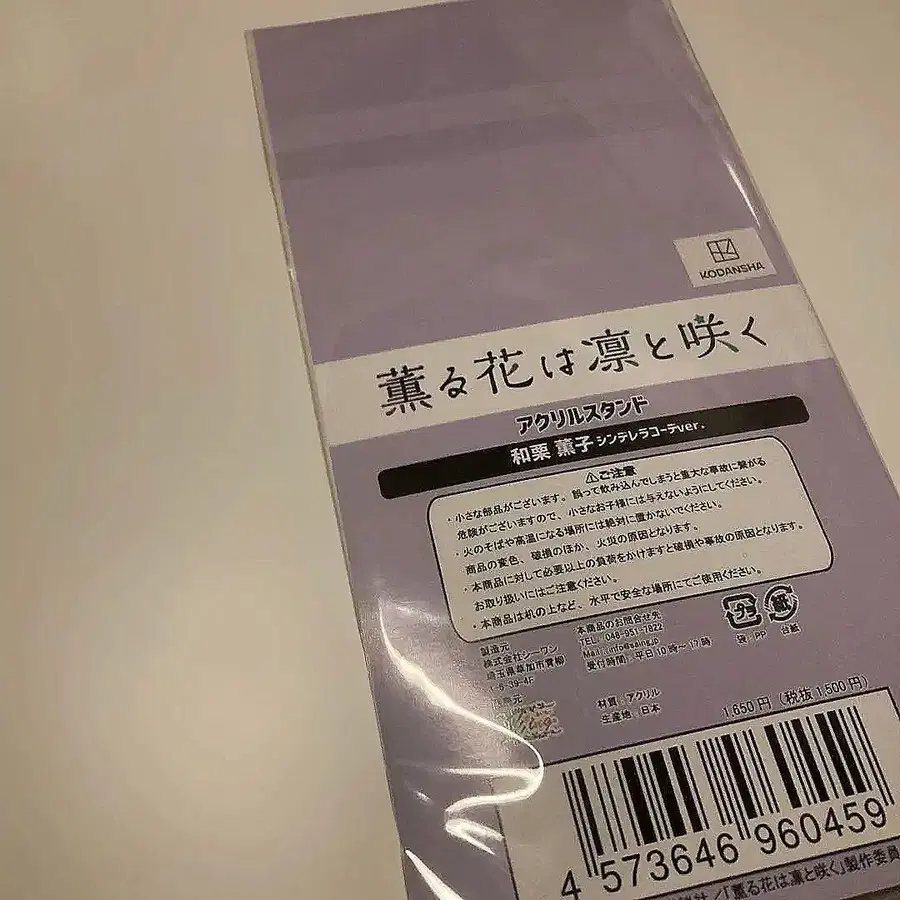 KODANSHA
薫る花は凛と咲く
アクリルスタンド
和栗 薫子 シンデレラコーデver.
⚠ご注意
・小さな部品がございます。誤って飲み込んでしまうと重大な事故に繋がる
危険がございますので、小さなお子様には与えないようにしてください。
・火のそばや高温になる場所には絶対に置かないでください。
商品の変色、破損のほか、火災の原因となります。
・本商品に対して必要以上の負荷をかけますと破損や事故の原因となります。
お取り扱いにはご注意ください。
・本商品は机の上など、水平で安全な場所にてご使用ください。
製造元
株式会社シーワン
埼玉県草加市青柳
1-6-39-4F
本商品のお問合せ先
TEL : 048-951-7822
受付時間 : 平日10時～17時
袋 : PP
台紙
材質 : アクリル
生産地 : 日本
1,650円（税抜1,500円）
4 573646 960459
／「薫る花は凛と咲く」製作委員